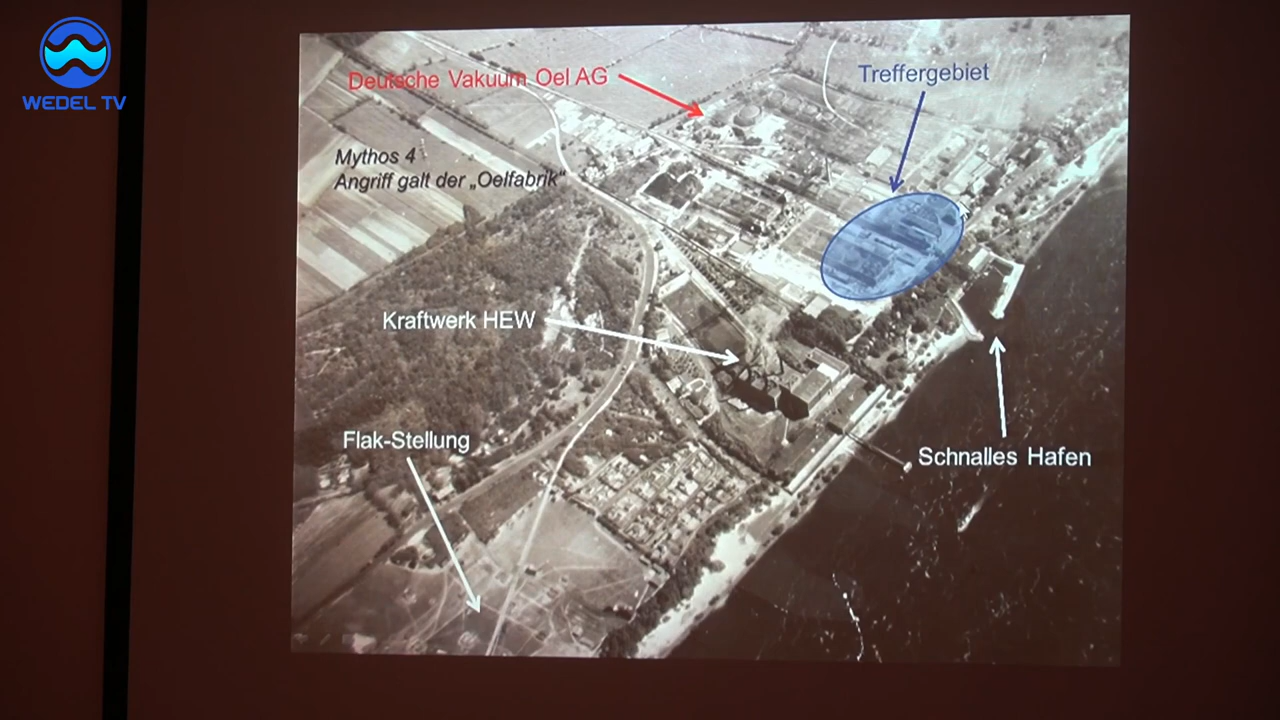 WEDEL TV
Deutsche Vakuum Oel AG
Treffergebiet
Mythos 4
Angriff galt der „Oelfabrik“
Kraftwerk HEW
Flak-Stellung
Schnalles Hafen